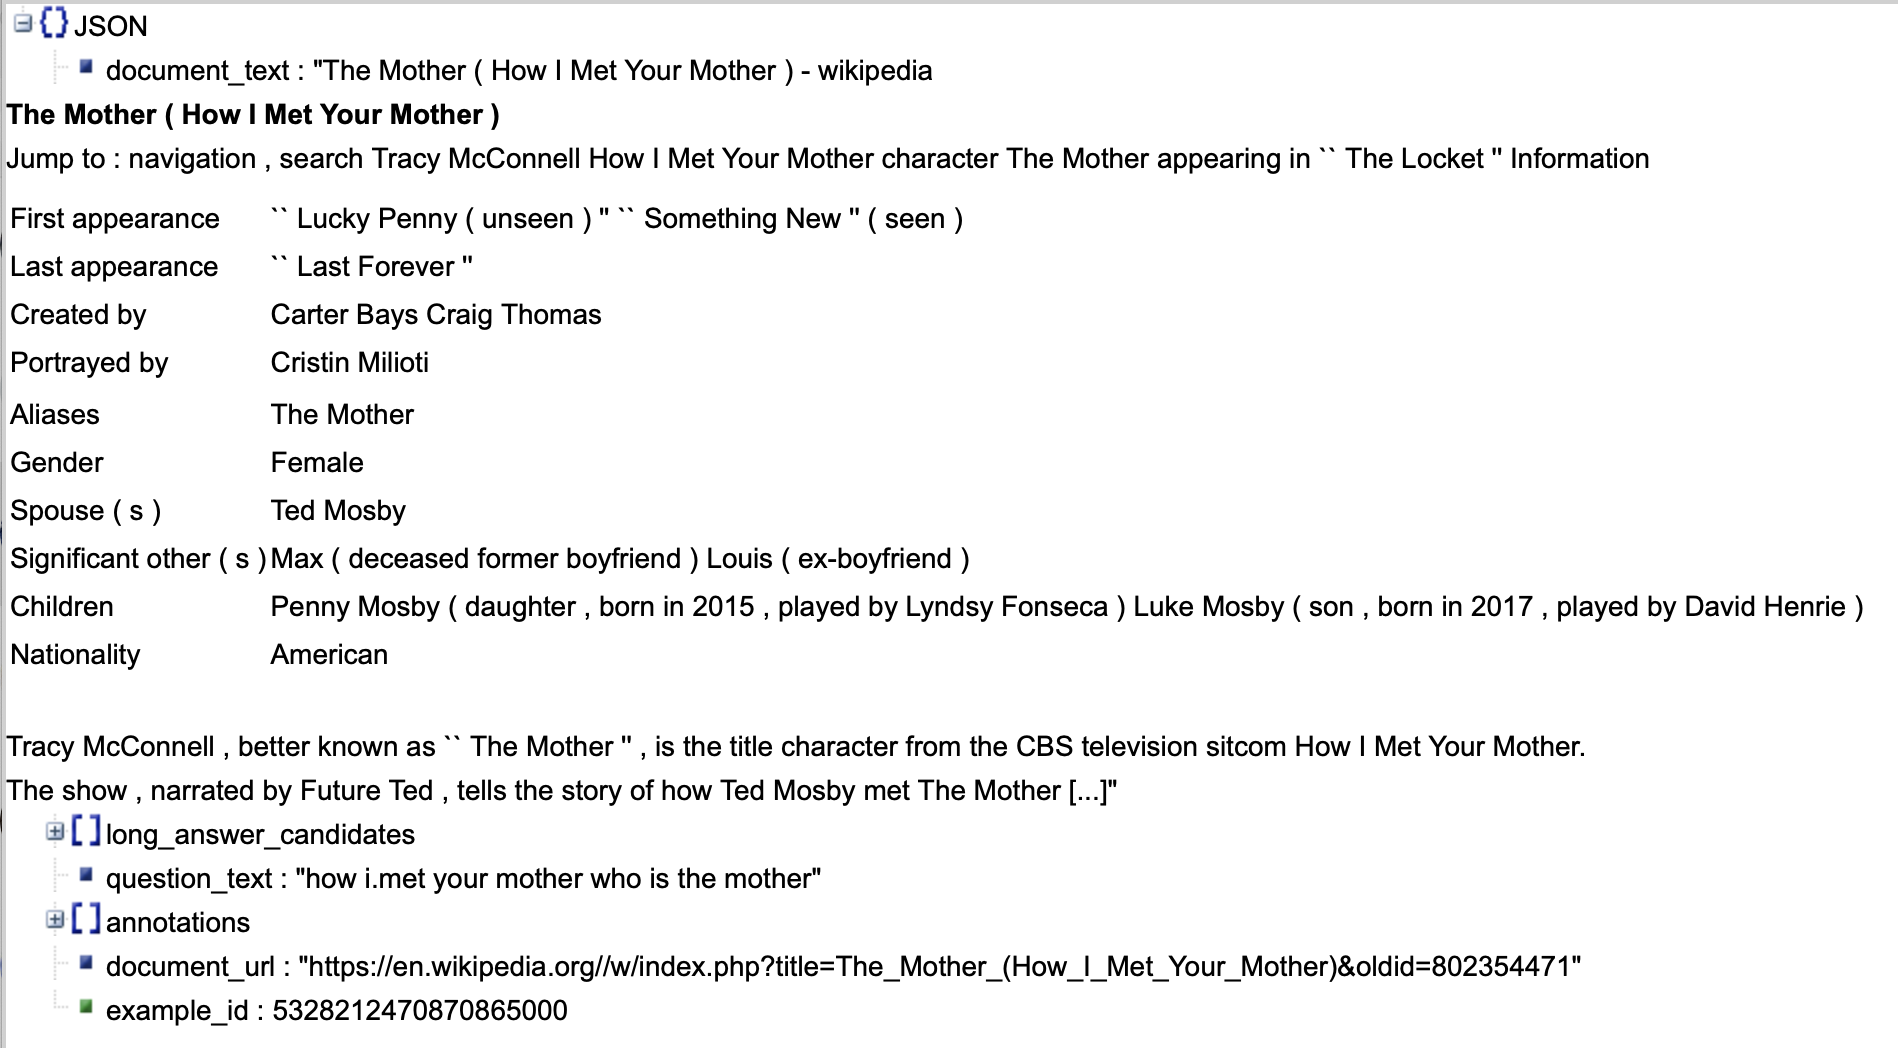 JSON
document_text : "The Mother ( How I Met Your Mother ) - wikipedia
The Mother ( How I Met Your Mother )
Jump to : navigation , search Tracy McConnell How I Met Your Mother character The Mother appearing in `` The Locket '' Information
First appearance `` Lucky Penny ( unseen ) " `` Something New '' ( seen )
Last appearance `` Last Forever ''
Created by Carter Bays Craig Thomas
Portrayed by Cristin Milioti
Aliases The Mother
Gender Female
Spouse ( s ) Ted Mosby
Significant other ( s ) Max ( deceased former boyfriend ) Louis ( ex-boyfriend )
Children Penny Mosby ( daughter , born in 2015 , played by Lyndsy Fonseca ) Luke Mosby ( son , born in 2017 , played by David Henrie )
Nationality American
Tracy McConnell , better known as `` The Mother '' , is the title character from the CBS television sitcom How I Met Your Mother.
The show , narrated by Future Ted , tells the story of how Ted Mosby met The Mother [...]"
long_answer_candidates
question_text : "how i.met your mother who is the mother"
annotations
document_url : "https://en.wikipedia.org//w/index.php?title=The_Mother_(How_I_Met_Your_Mother)&oldid=802354471"
example_id : 5328212470870865000